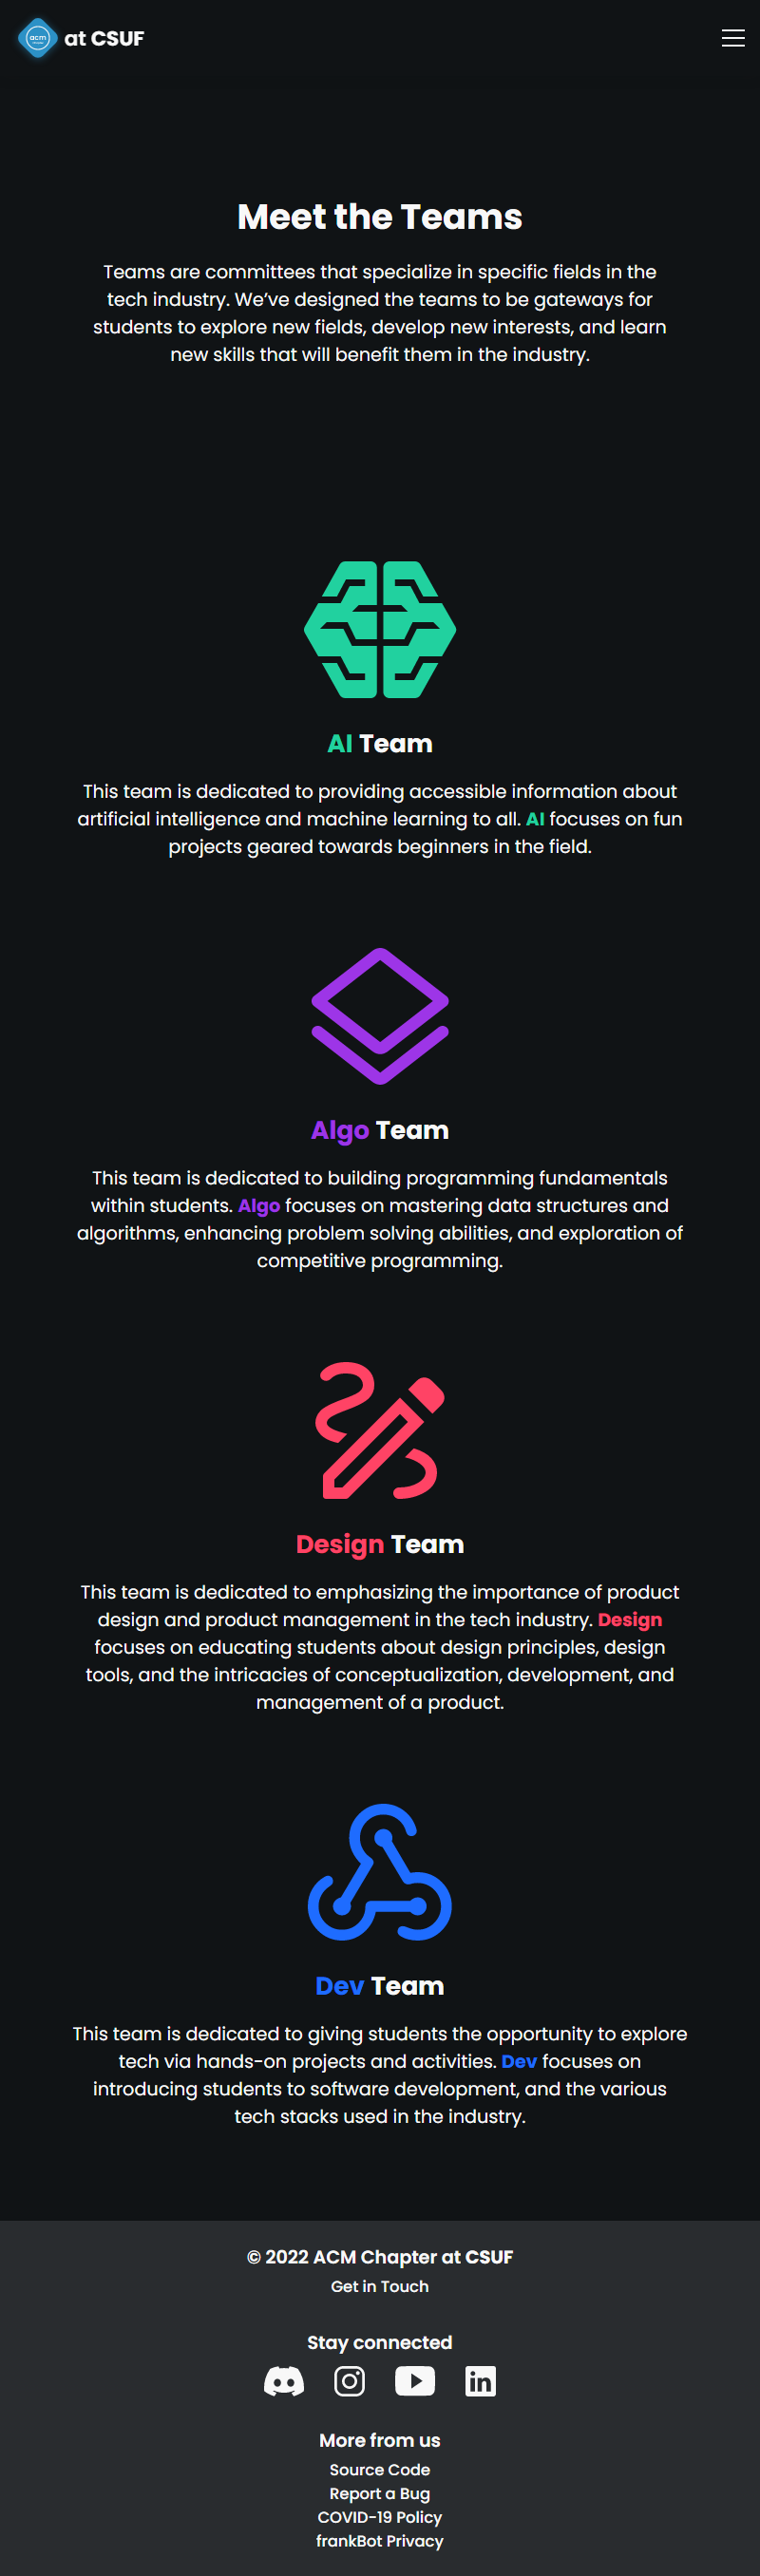 acm
at CSUF
Meet the Teams
Teams are committees that specialize in specific fields in the
tech industry. We’ve designed the teams to be gateways for
students to explore new fields, develop new interests, and learn
new skills that will benefit them in the industry.
AI Team
This team is dedicated to providing accessible information about
artificial intelligence and machine learning to all. AI focuses on fun
projects geared towards beginners in the field.
Algo Team
This team is dedicated to building programming fundamentals
within students. Algo focuses on mastering data structures and
algorithms, enhancing problem solving abilities, and exploration of
competitive programming.
Design Team
This team is dedicated to emphasizing the importance of product
design and product management in the tech industry. Design
focuses on educating students about design principles, design
tools, and the intricacies of conceptualization, development, and
management of a product.
Dev Team
This team is dedicated to giving students the opportunity to explore
tech via hands-on projects and activities. Dev focuses on
introducing students to software development, and the various
tech stacks used in the industry.
© 2022 ACM Chapter at CSUF
Get in Touch
Stay connected
in
More from us
Source Code
Report a Bug
COVID-19 Policy
frankBot Privacy